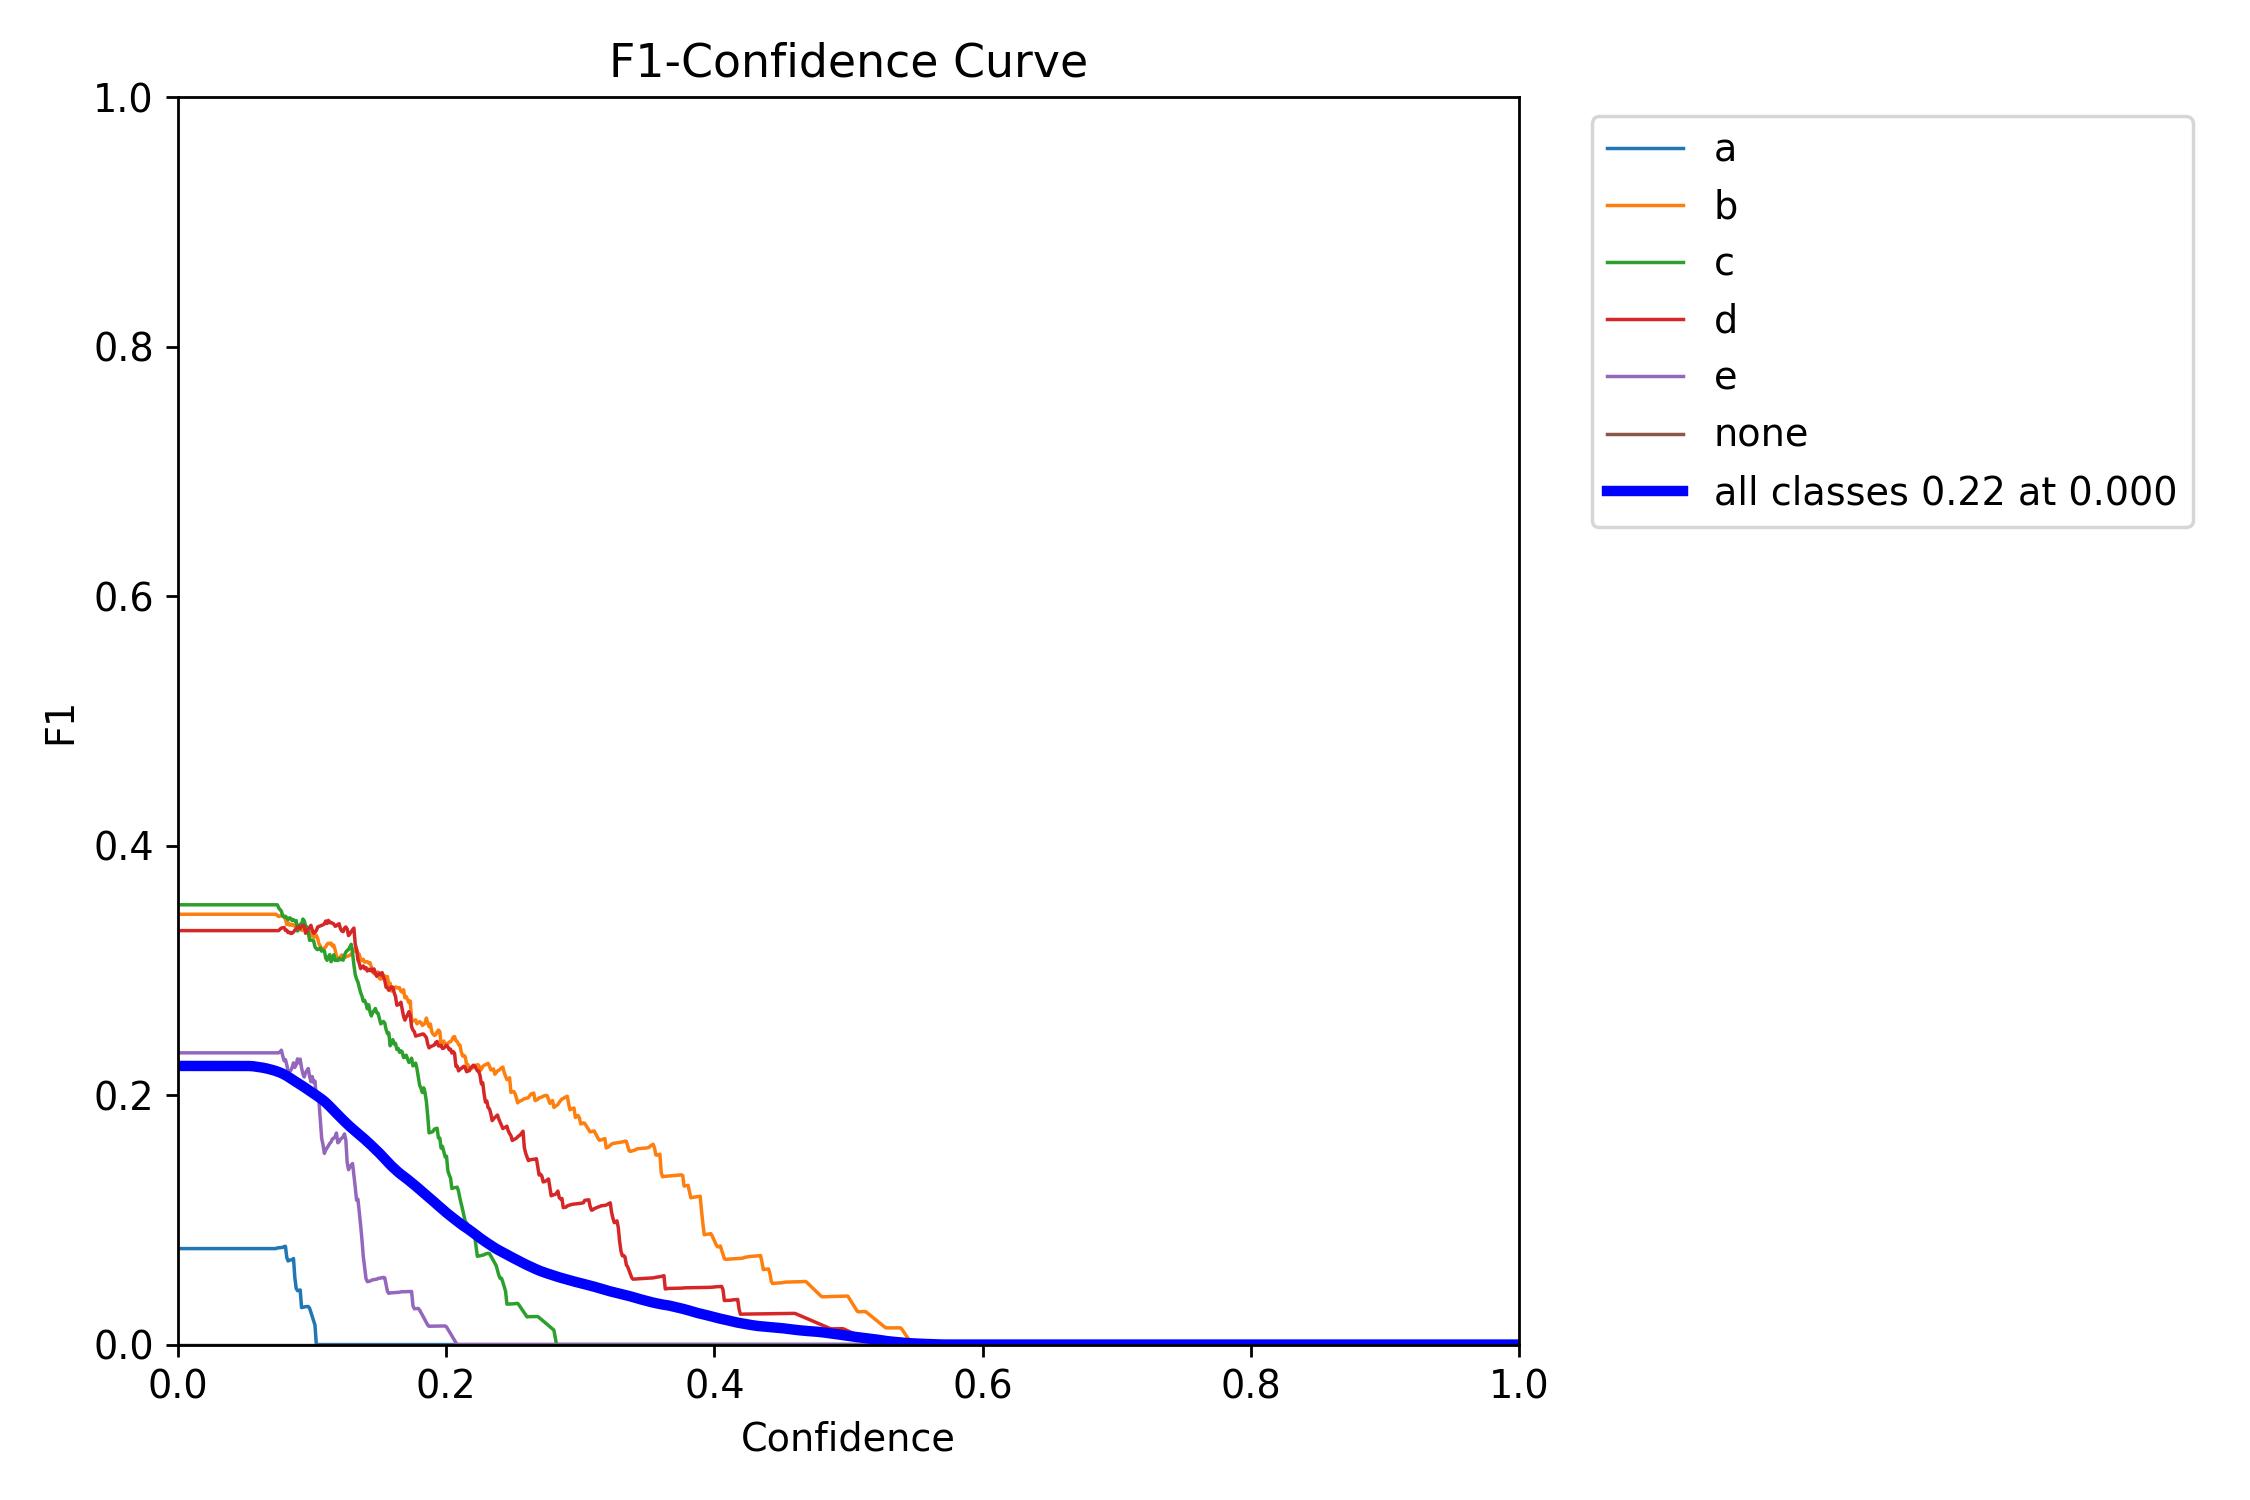 F1-Confidence Curve
1.0
0.8
0.6
0.4
0.2
0.0
F1
0.0 0.2 0.4 0.6 0.8 1.0
Confidence
a
b
c
d
e
none
all classes 0.22 at 0.000